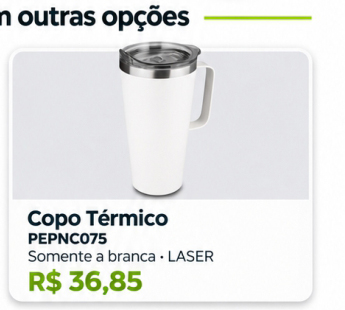 outras opções
Copo Térmico
PEPNC075
Somente a branca • LASER
R$ 36,85